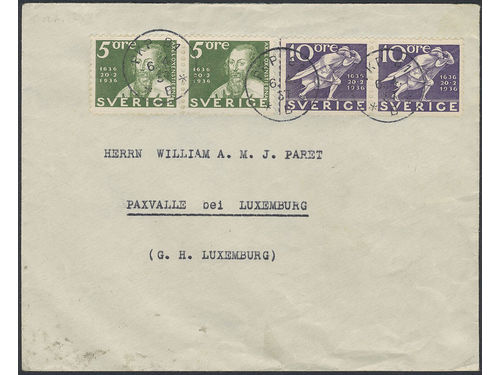 5 öre 5 öre 10 öre 10 öre
1636 20·2 1936 1636 20·2 1936 1636 20·2 1936 1636 20·2 1936
SVERIGE SVERIGE SVERIGE SVERIGE
HERRN WILLIAM A. M. J. PARET
PAXVALLE bei LUXEMBURG
(G. H. LUXEMBURG)